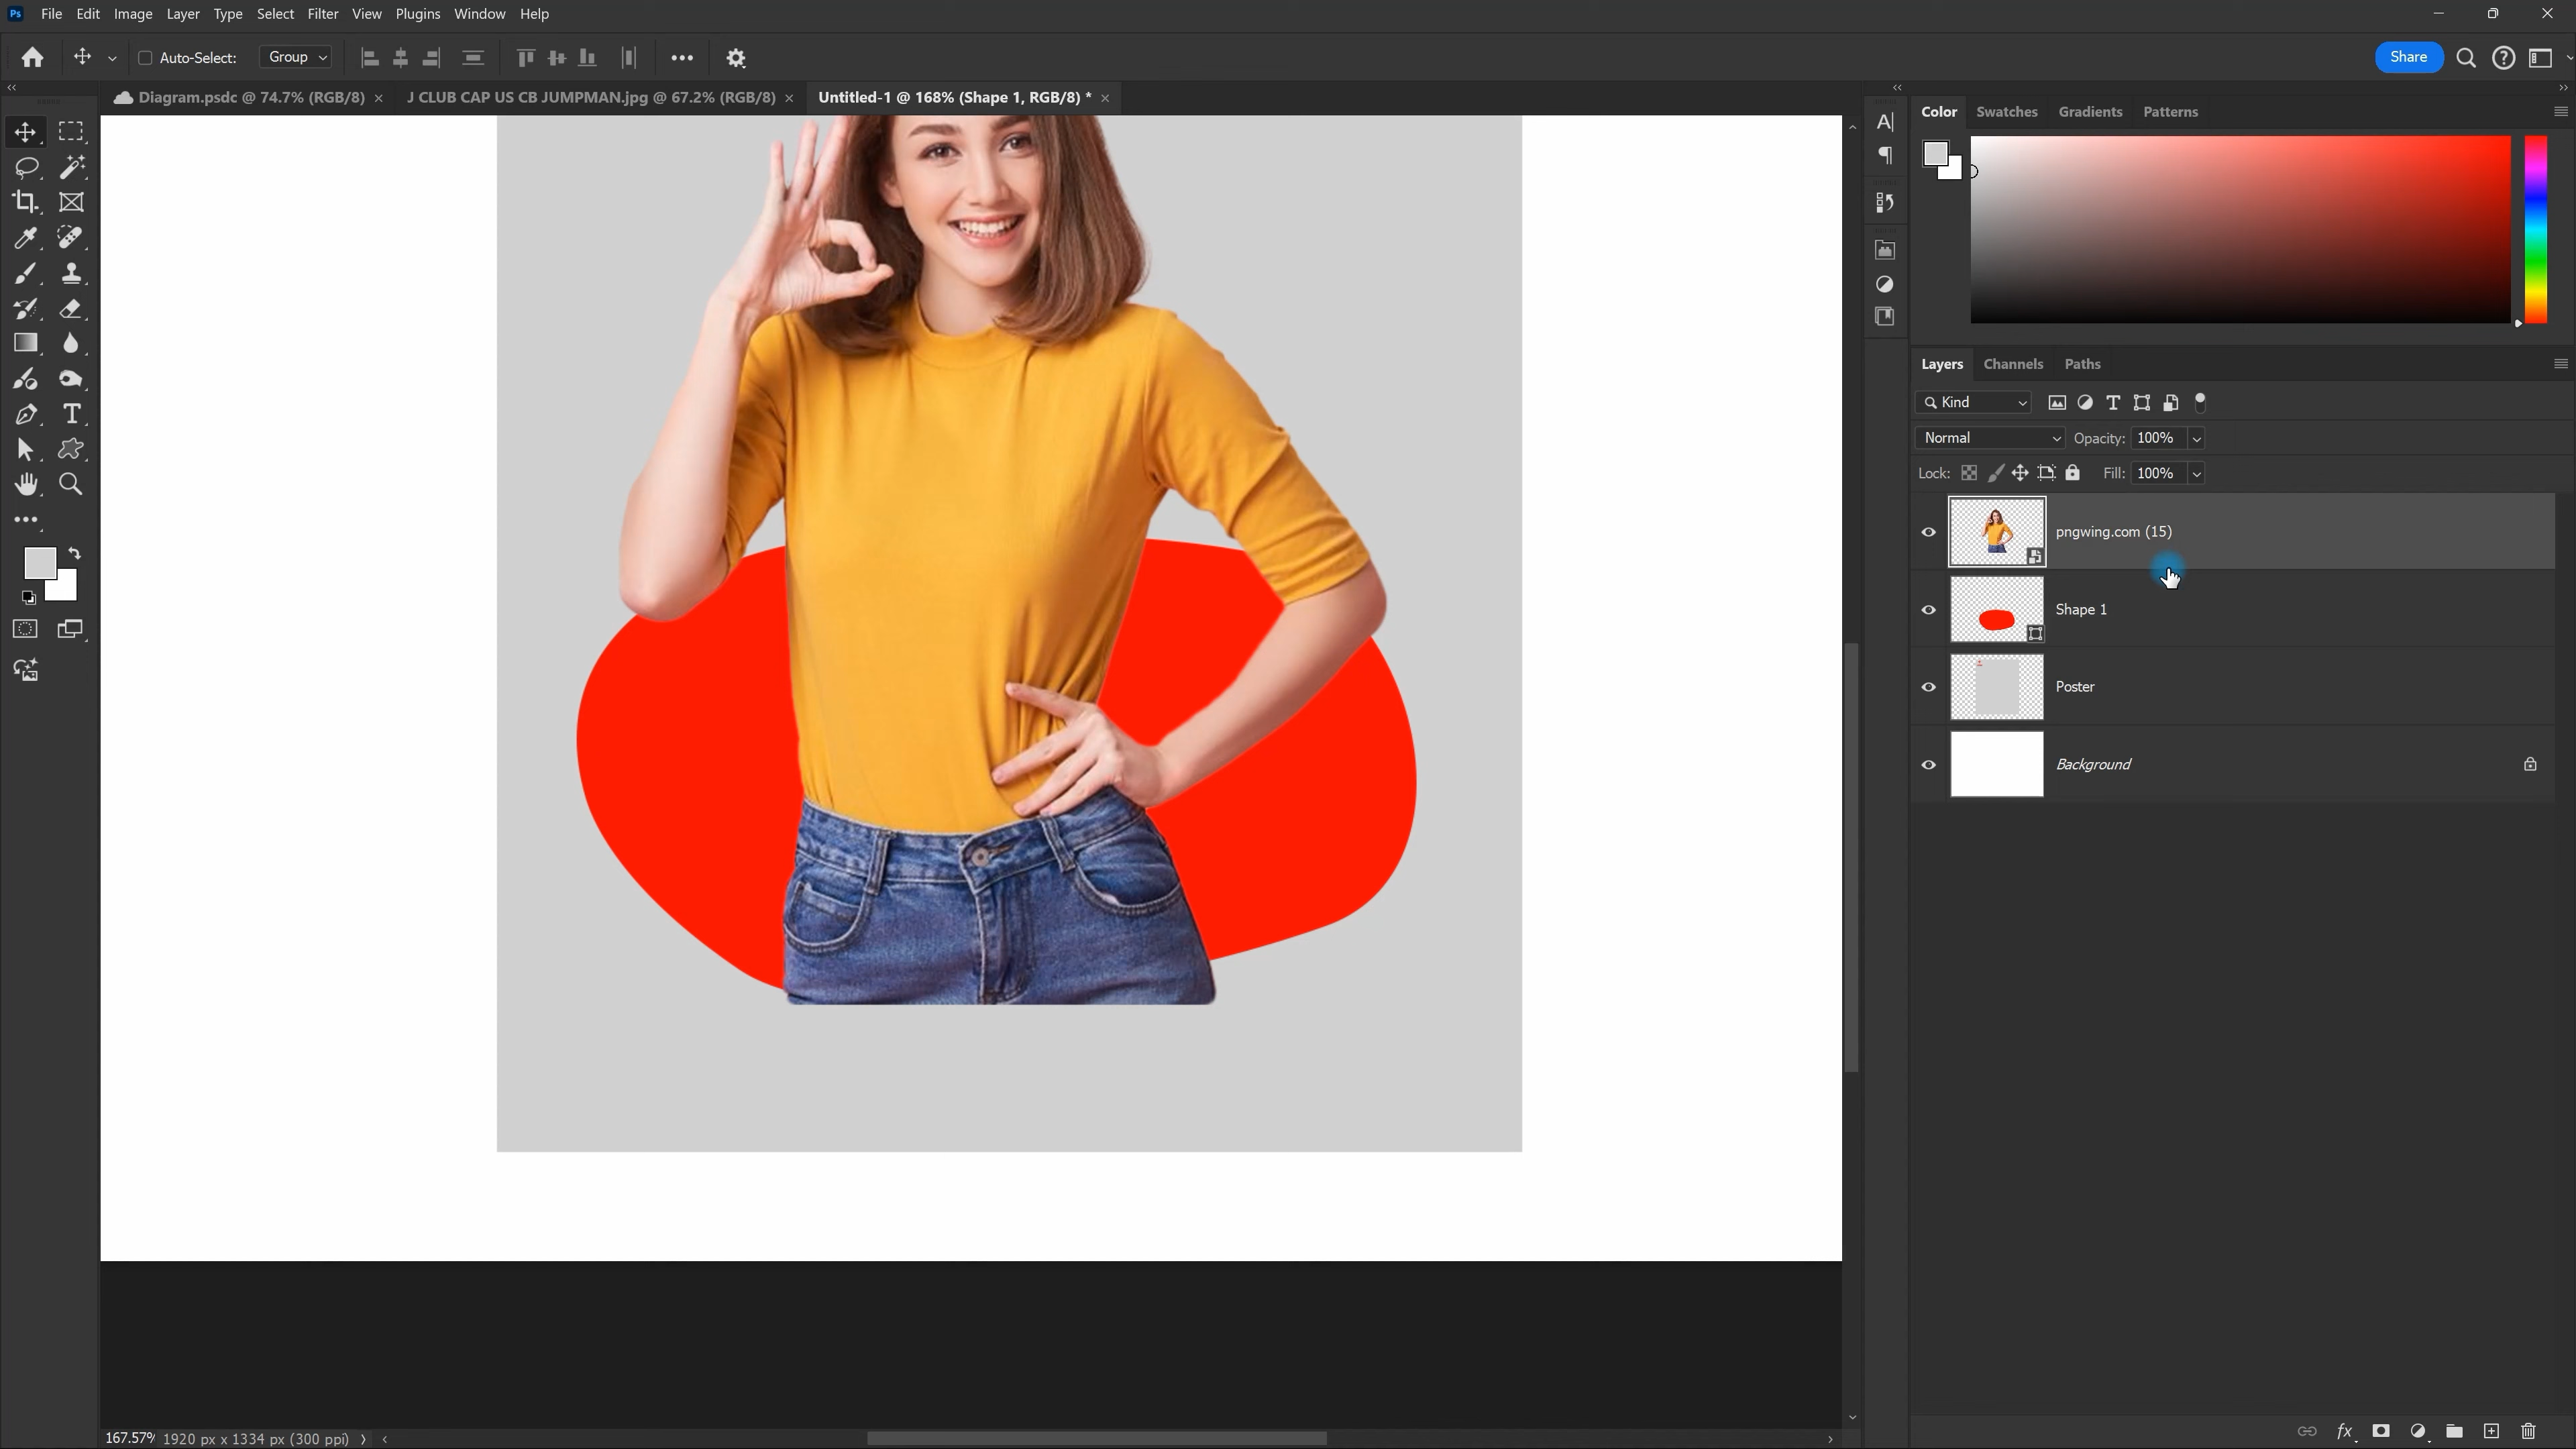 Ps File Edit Image Layer Type Select Filter View Plugins Window Help
Auto-Select: Group Share
Diagram.psdc @ 74.7% (RGB/8) × J CLUB CAP US CB JUMPMAN.jpg @ 67.2% (RGB/8) × Untitled-1 @ 168% (Shape 1, RGB/8) * ×
Color Swatches Gradients Patterns
Layers Channels Paths
Kind
Normal Opacity: 100%
Lock: Fill: 100%
pngwing.com (15)
Shape 1
Poster
Background
167.57% 1920 px x 1334 px (300 ppi)
fx